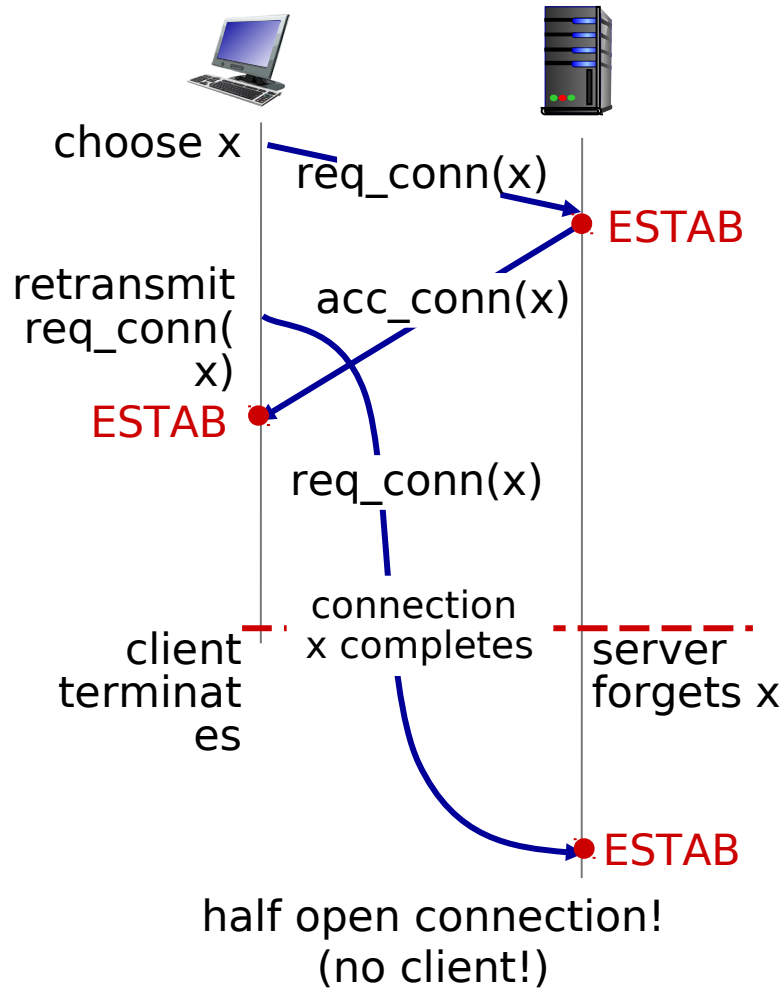 choose x
req_conn(x)
ESTAB
retransmit
req_conn(
x)
acc_conn(x)
ESTAB
req_conn(x)
connection
x completes
client
terminat
es
server
forgets x
ESTAB
half open connection!
(no client!)